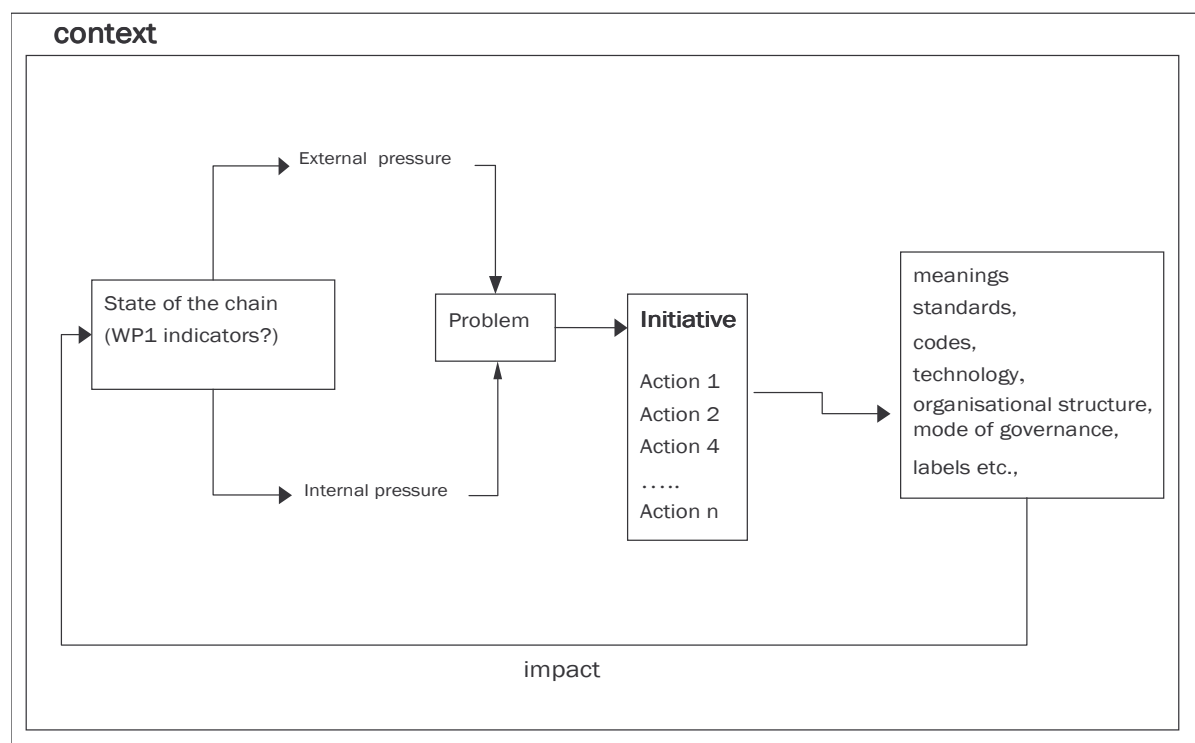 context
External pressure
State of the chain
(WP1 indicators?)
Problem
Internal pressure
Initiative
Action 1
Action 2
Action 4
.....
Action n
meanings
standards,
codes,
technology,
organisational structure,
mode of governance,
labels etc.,
impact